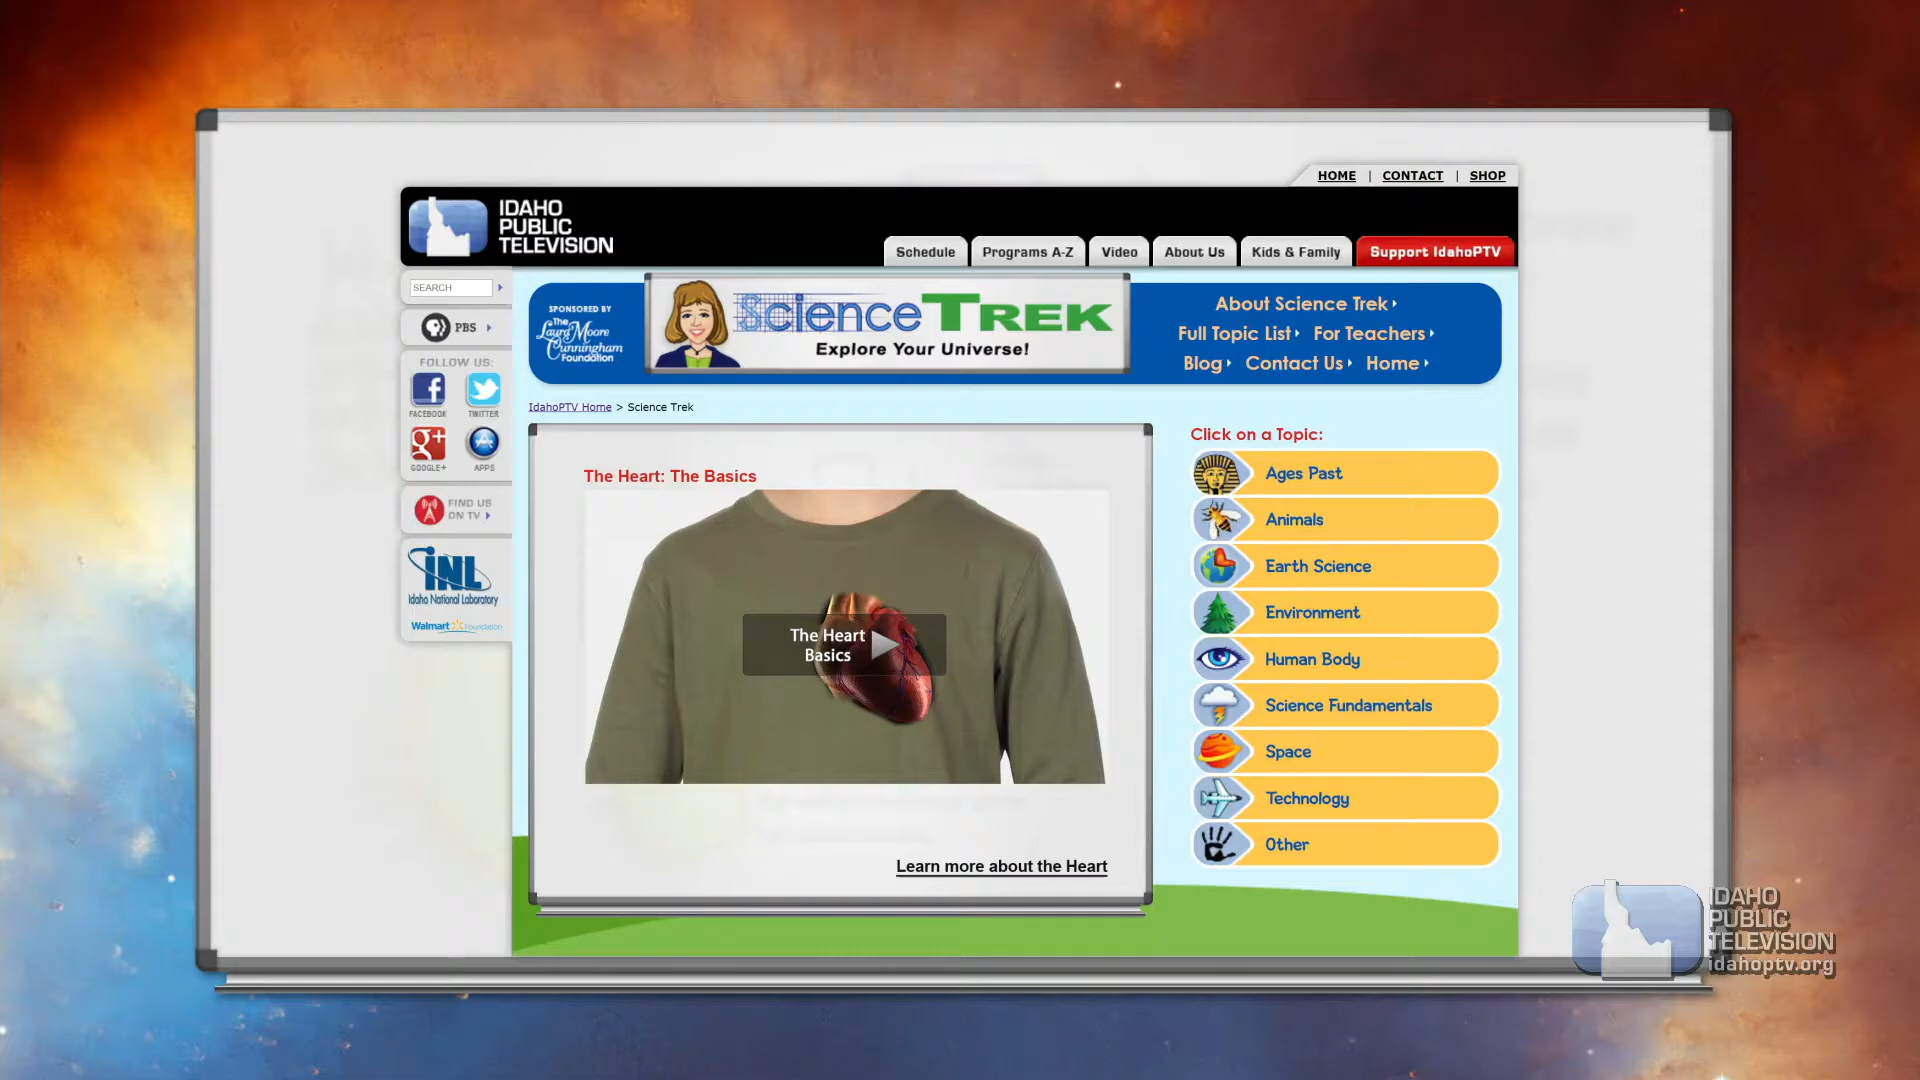 HOME | CONTACT | SHOP
IDAHO
PUBLIC
TELEVISION
Schedule
Programs A-Z
Video
About Us
Kids & Family
Support IdahoPTV
SEARCH
PBS
FOLLOW US:
FACEBOOK
TWITTER
g+
GOOGLE+
APPS
FIND US
ON TV
INL
Idaho National Laboratory
Walmart Foundation
SPONSORED BY
The
Laura Moore
Cunningham
Foundation
Science TREK
Explore Your Universe!
About Science Trek
Full Topic List
For Teachers
Blog
Contact Us
Home
IdahoPTV Home > Science Trek
The Heart: The Basics
The Heart
Basics
Learn more about the Heart
Click on a Topic:
Ages Past
Animals
Earth Science
Environment
Human Body
Science Fundamentals
Space
Technology
Other
IDAHO
PUBLIC
TELEVISION
idahoptv.org